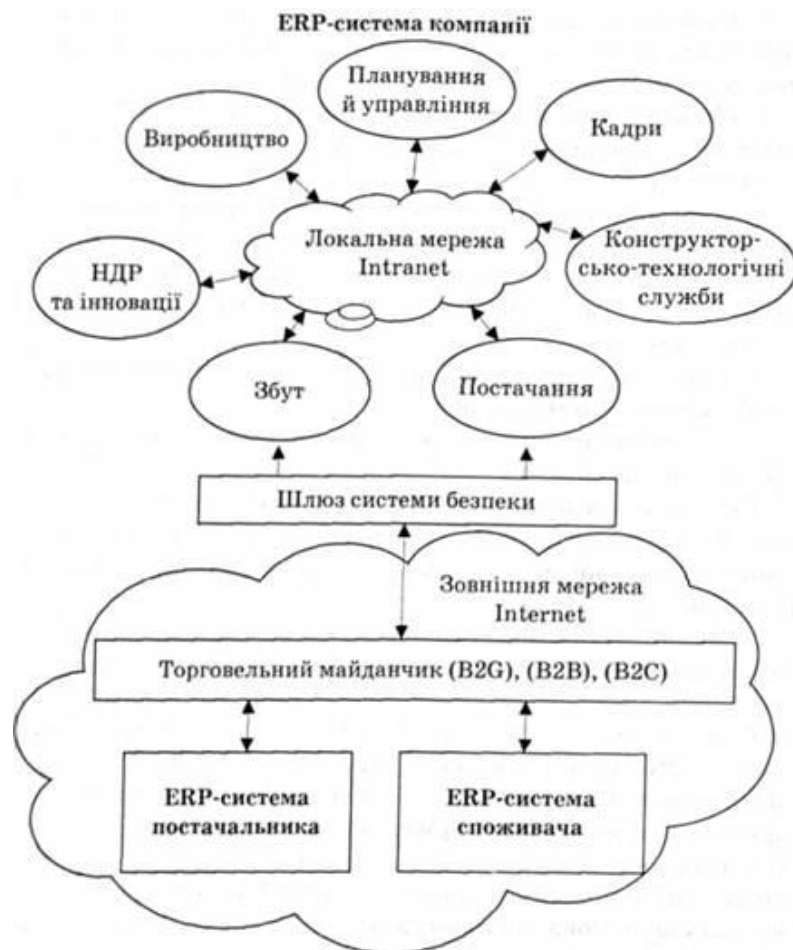 ERP-система компанії
Планування
й управління
Виробництво
Кадри
Локальна мережа
Intranet
Конструктор-
сько-технологічні
служби
НДР
та інновації
Збут
Постачання
Шлюз системи безпеки
Зовнішня мережа
Internet
Торговельний майданчик (B2G), (B2B), (B2C)
ERP-система
постачальника
ERP-система
споживача